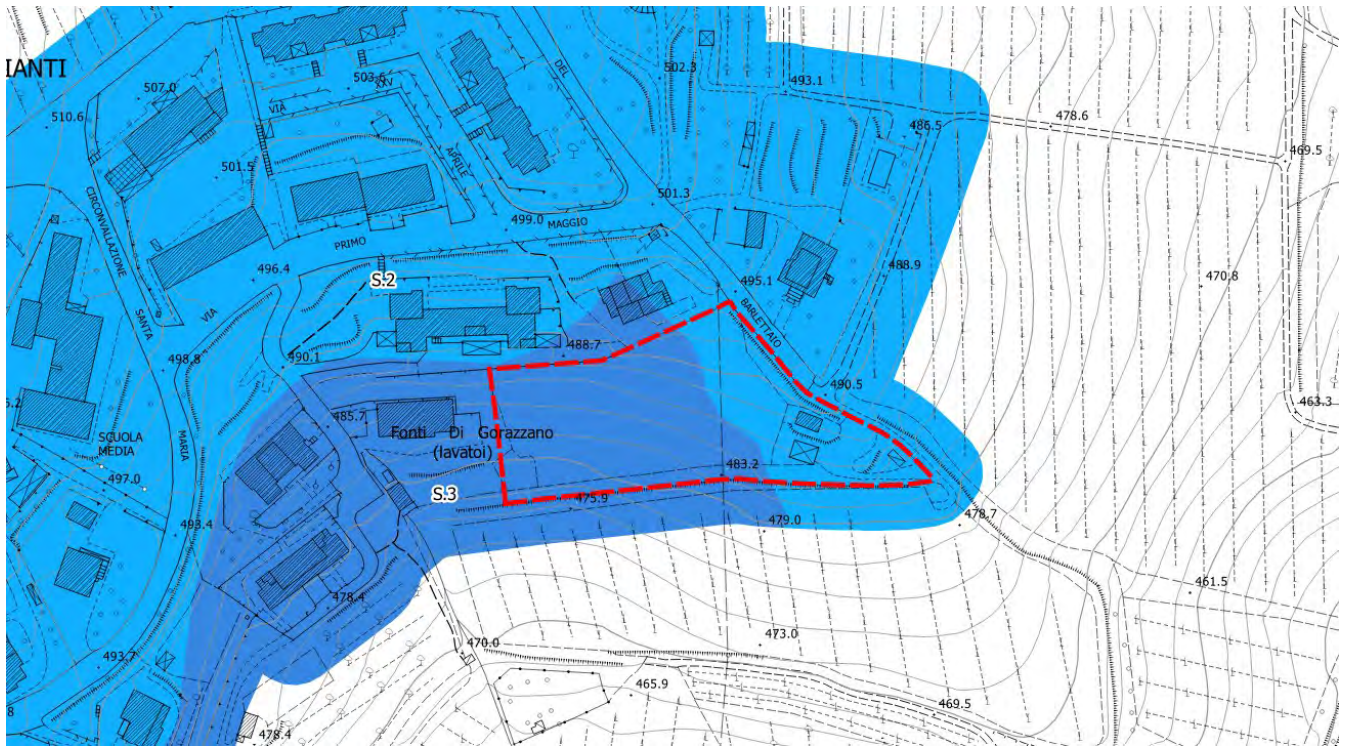 IANTI
507.0
503.6
XXV
VIA
APRILE
DEL
502.3
493.1
510.6
486.5
478.6
469.5
501.5
CIRCONVALLAZIONE
501.3
499.0
MAGGIO
PRIMO
488.9
496.4
S.2
495.1
470.8
SANTA
VIA
BARLETTAIO
488.7
498.8
490.1
490.5
463.3
485.7
Fonti Di Gorazzano
(lavatoi)
SCUOLA
MEDIA
MARIA
497.0
483.2
S.3
475.9
493.4
479.0
478.7
461.5
478.4
473.0
470.0
493.7
465.9
469.5
478.4